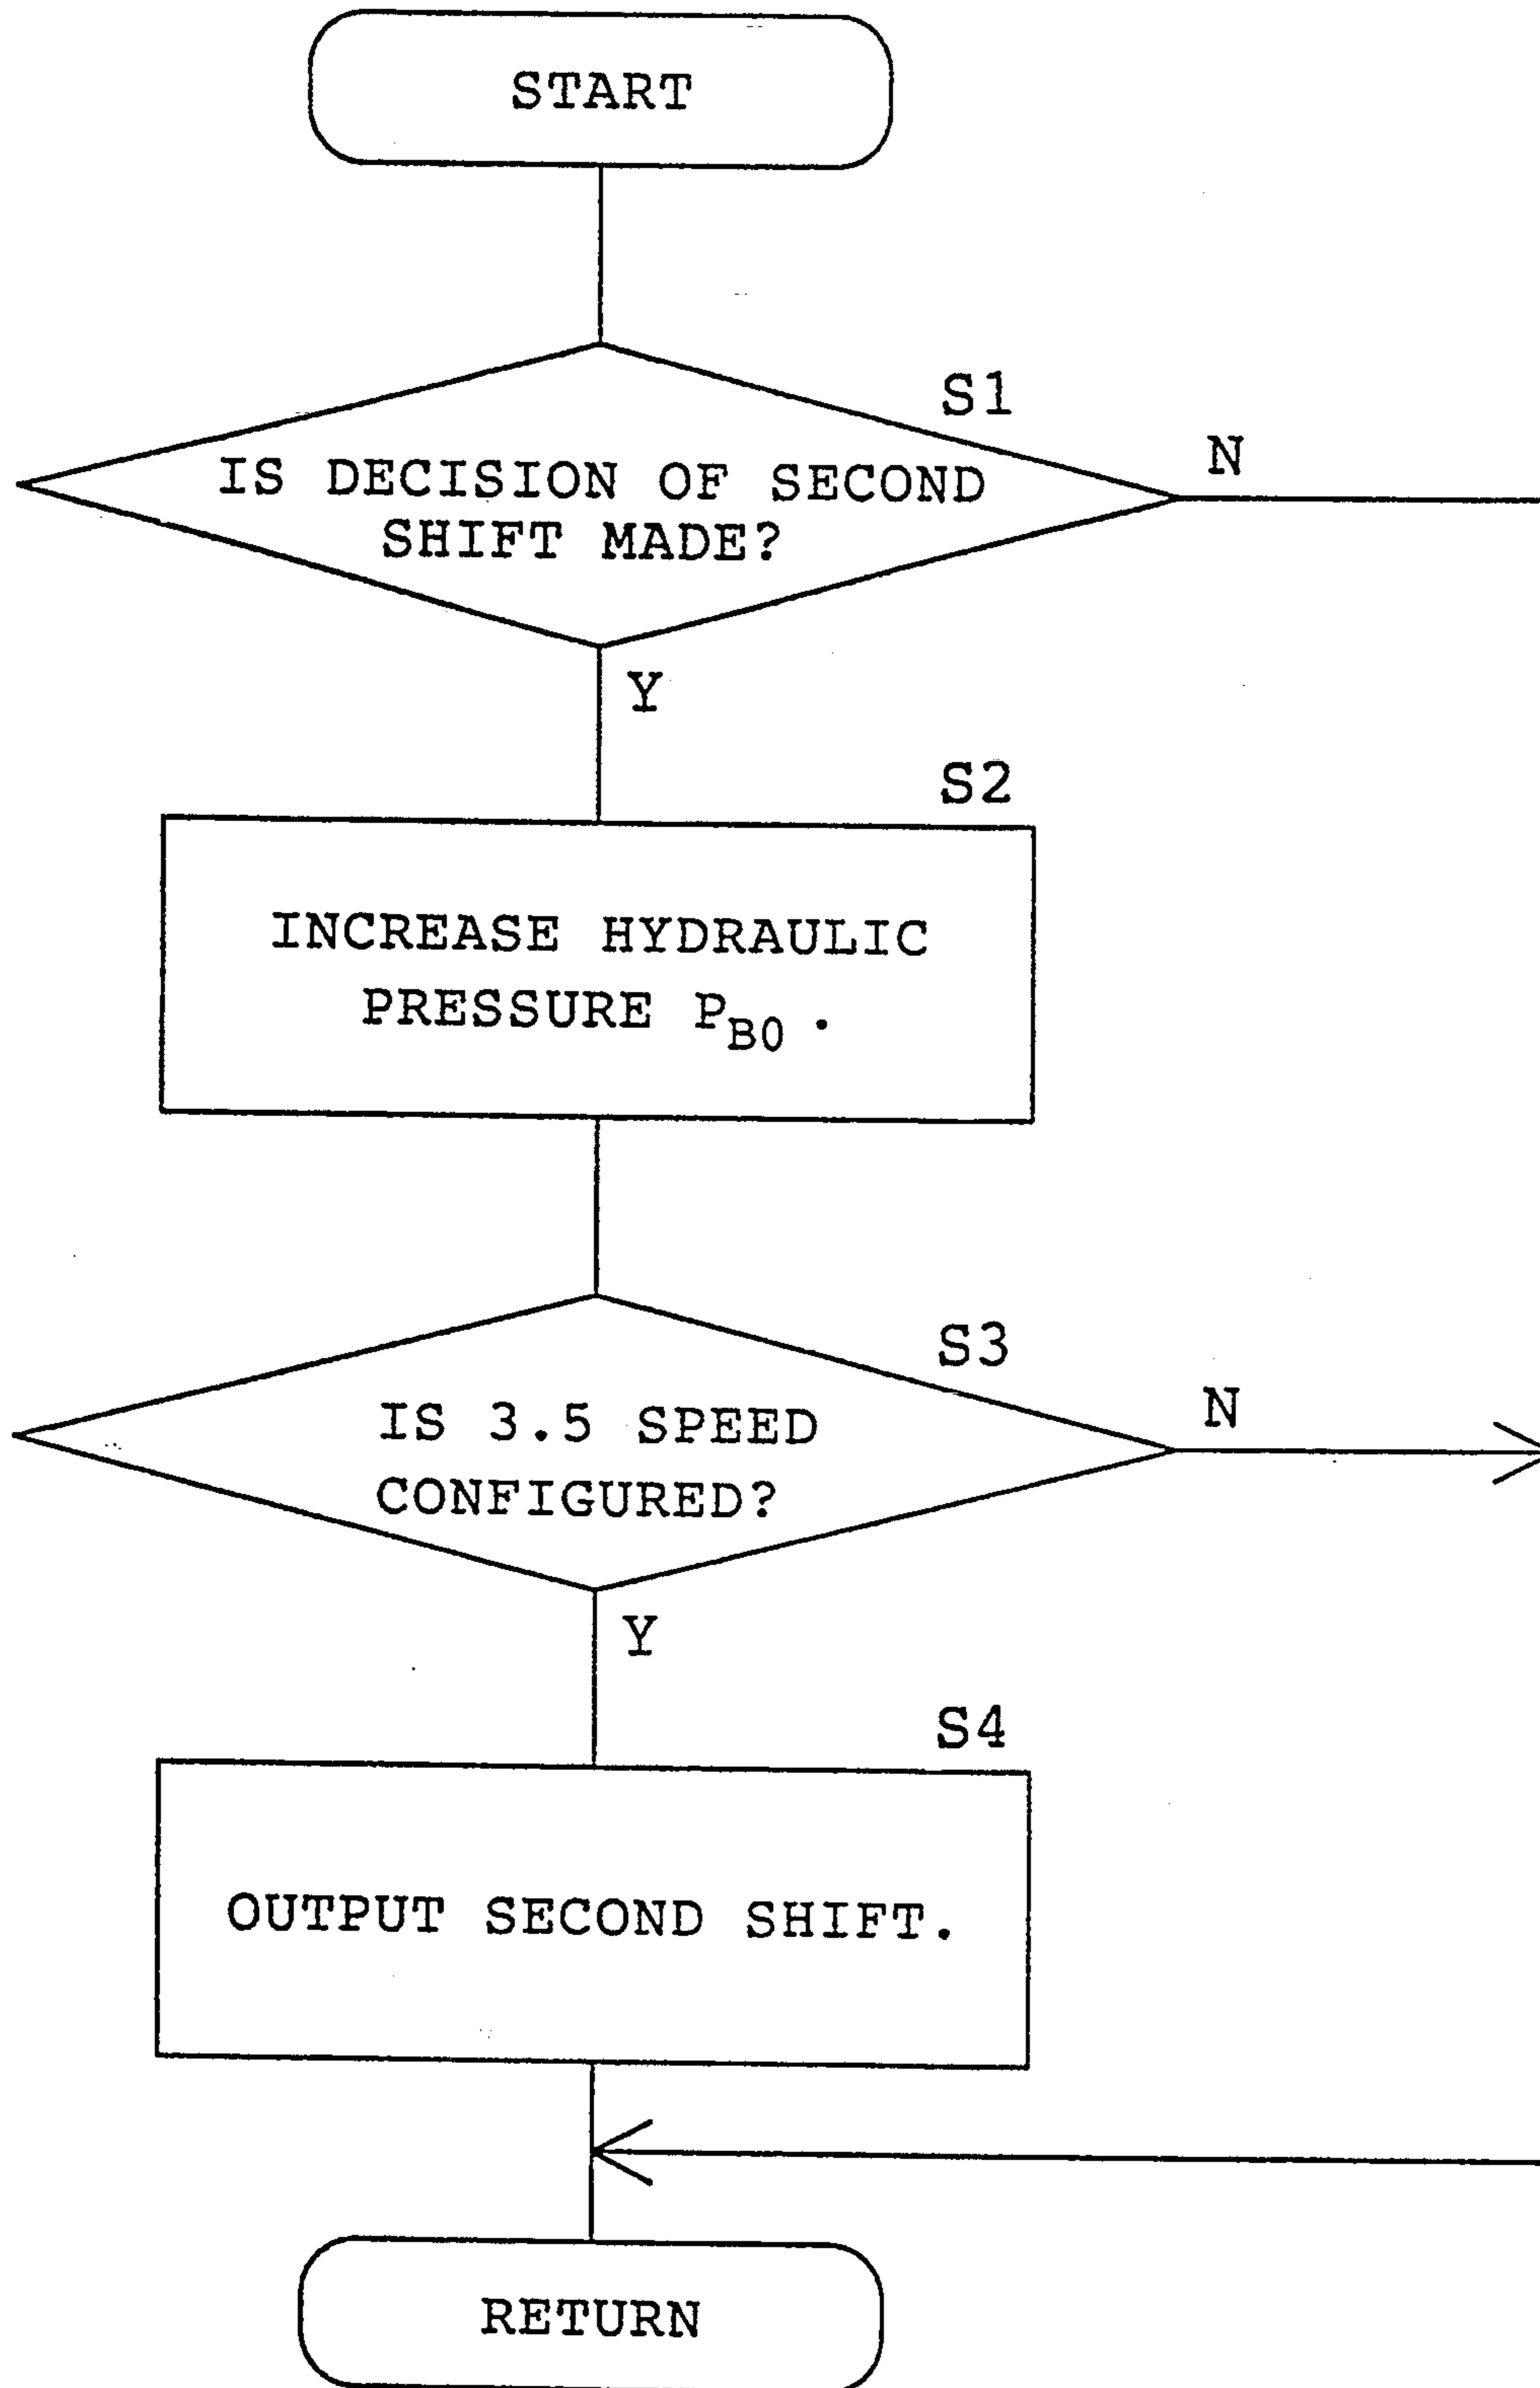 START
S1
N
IS DECISION OF SECOND
SHIFT MADE?
Y
S2
INCREASE HYDRAULIC
PRESSURE PB0 .
S3
N
IS 3.5 SPEED
CONFIGURED?
Y
S4
OUTPUT SECOND SHIFT.
RETURN